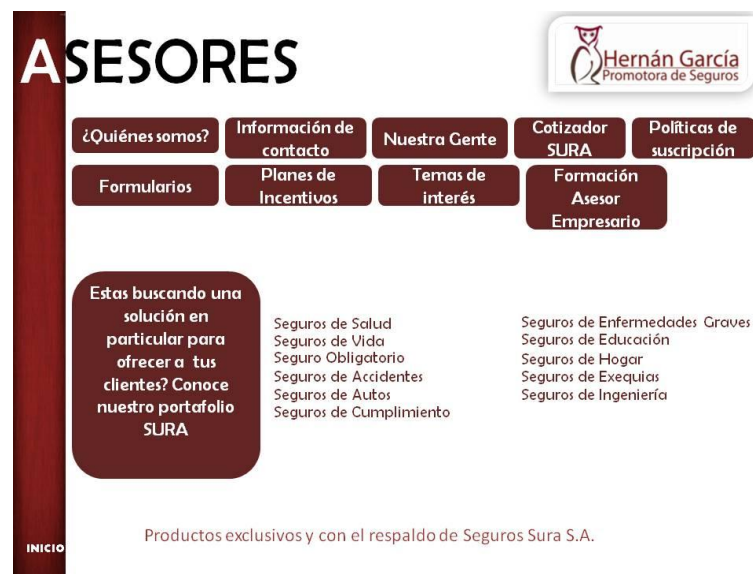 ASESORES
Hernán García
Promotora de Seguros
¿Quiénes somos?
Información de
contacto
Nuestra Gente
Cotizador
SURA
Políticas de
suscripción
Formularios
Planes de
Incentivos
Temas de
interés
Formación
Asesor
Empresario
Estas buscando una
solución en
particular para
ofrecer a tus
clientes? Conoce
nuestro portafolio
SURA
Seguros de Salud
Seguros de Vida
Seguro Obligatorio
Seguros de Accidentes
Seguros de Autos
Seguros de Cumplimiento
Seguros de Enfermedades Graves
Seguros de Educación
Seguros de Hogar
Seguros de Exequias
Seguros de Ingeniería
Productos exclusivos y con el respaldo de Seguros Sura S.A.
INICIO